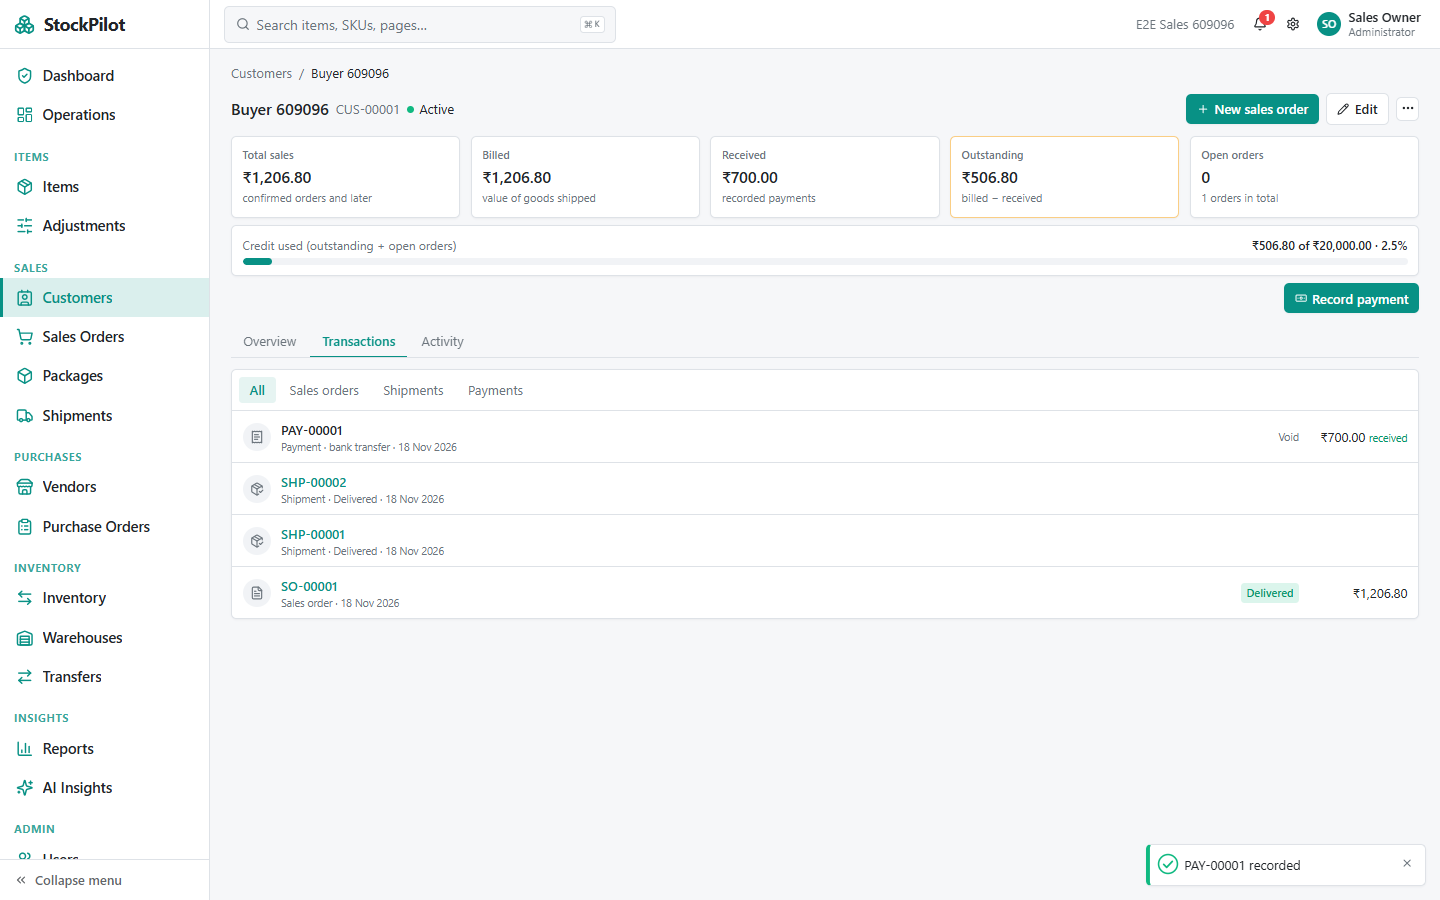 StockPilot
Search items, SKUs, pages...
⌘K
E2E Sales 609096
1
SO
Sales Owner
Administrator
Dashboard
Operations
ITEMS
Items
Adjustments
SALES
Customers
Sales Orders
Packages
Shipments
PURCHASES
Vendors
Purchase Orders
INVENTORY
Inventory
Warehouses
Transfers
INSIGHTS
Reports
AI Insights
ADMIN
Users
Collapse menu
Customers / Buyer 609096
Buyer 609096 CUS-00001 Active
New sales order
Edit
Total sales
₹1,206.80
confirmed orders and later
Billed
₹1,206.80
value of goods shipped
Received
₹700.00
recorded payments
Outstanding
₹506.80
billed − received
Open orders
0
1 orders in total
Credit used (outstanding + open orders)
₹506.80 of ₹20,000.00 · 2.5%
Record payment
Overview Transactions Activity
All Sales orders Shipments Payments
PAY-00001
Payment · bank transfer · 18 Nov 2026
Void ₹700.00 received
SHP-00002
Shipment · Delivered · 18 Nov 2026
SHP-00001
Shipment · Delivered · 18 Nov 2026
SO-00001
Sales order · 18 Nov 2026
Delivered ₹1,206.80
PAY-00001 recorded